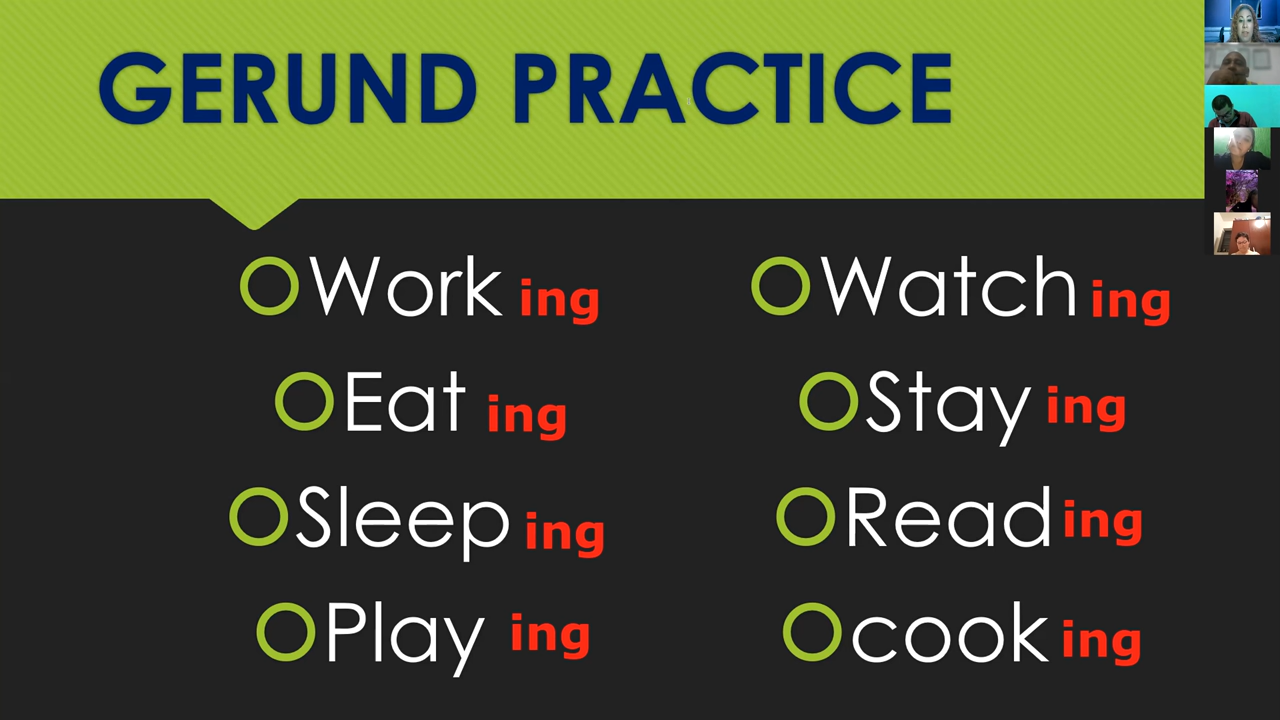 GERUND PRACTICE
Work ing
Eat ing
Sleep ing
Play ing
Watch ing
Stay ing
Read ing
cook ing